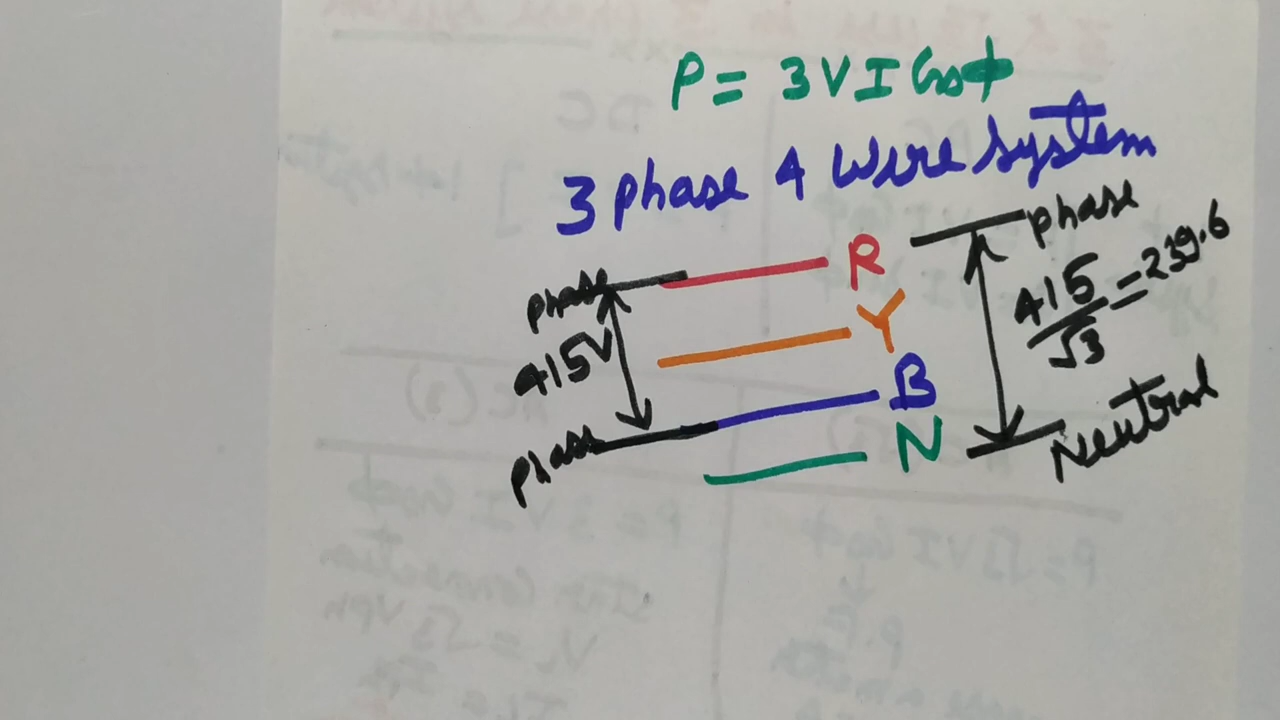 P = 3VI Cosϕ
3 phase 4 wire system
phase
R
phase
415V
Y
415/√3 = 239.6
B
phase
N
Neutral